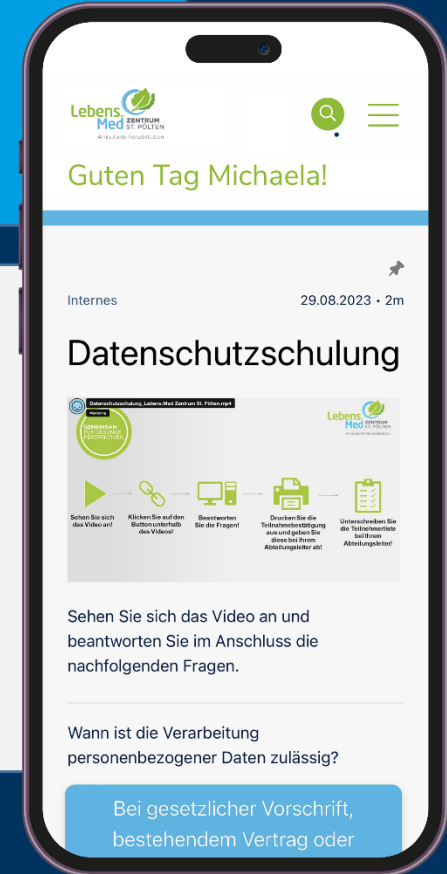 Lebens.
Med ZENTRUM
ST. PÖLTEN
Ambulante Rehabilitation
Guten Tag Michaela!
Internes
29.08.2023 • 2m
Datenschutzschulung
Datenschutzschulung_Lebens.Med Zentrum St. Pölten.mp4
Marketing
GEMEINSAM
FÜR GESUNDE
PERSPEKTIVEN
Lebens.
Med ZENTRUM
ST. PÖLTEN
Ambulante Rehabilitation
Sehen Sie sich
das Video an!
Klicken Sie auf den
Button unterhalb
des Videos!
Beantworten
Sie die Fragen!
Drucken Sie die
Teilnahmebestätigung
aus und geben Sie
diese bei Ihrem
Abteilungsleiter ab!
Unterschreiben Sie
die Teilnehmerliste
bei Ihrem
Abteilungsleiter!
Sehen Sie sich das Video an und
beantworten Sie im Anschluss die
nachfolgenden Fragen.
Wann ist die Verarbeitung
personenbezogener Daten zulässig?
Bei gesetzlicher Vorschrift,
bestehendem Vertrag oder